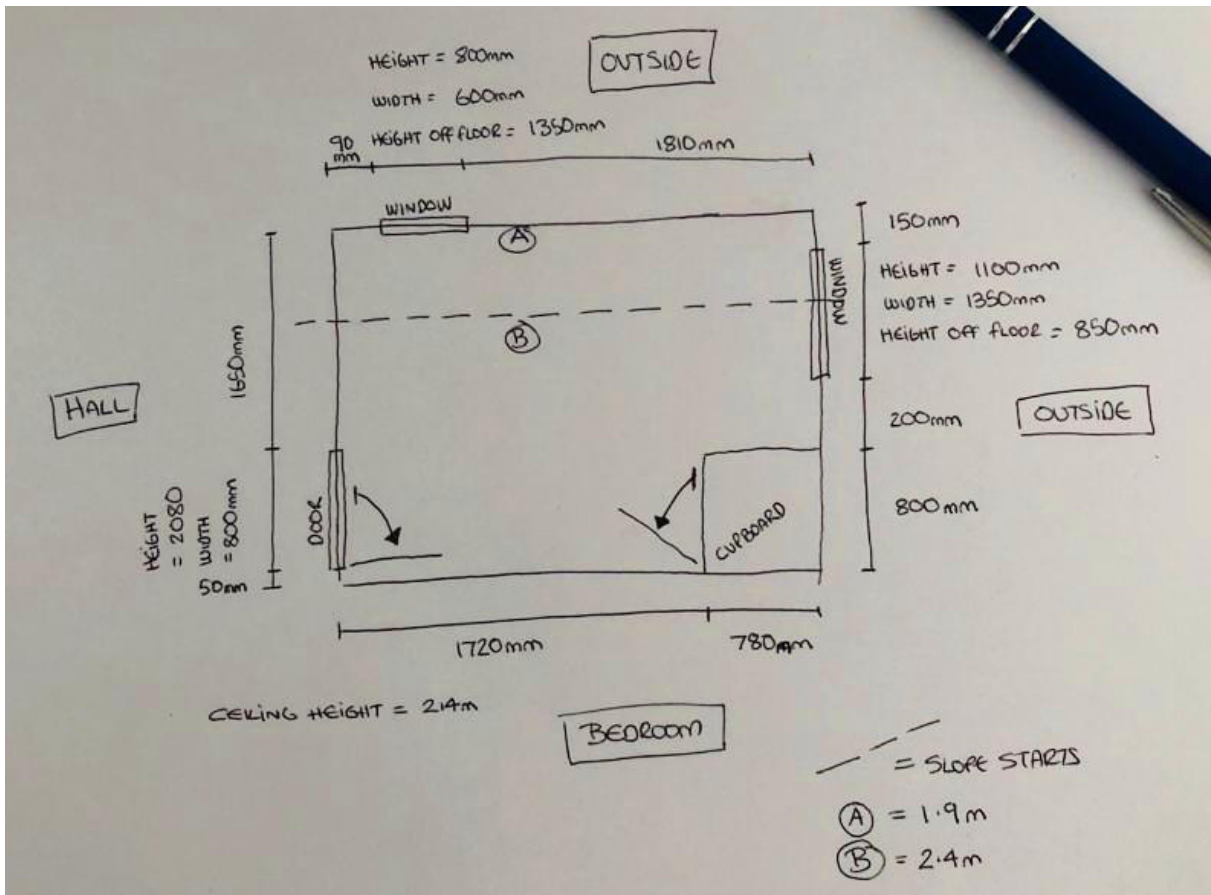 HEIGHT = 800mm
OUTSIDE
WIDTH = 600mm
HEIGHT OFF FLOOR = 1350mm
90
mm
1810mm
WINDOW
A
150mm
HEIGHT = 1100mm
WIDTH = 1350mm
HEIGHT OFF FLOOR = 850mm
WINDOW
B
1650mm
HALL
200mm
OUTSIDE
HEIGHT
= 2080
WIDTH
= 800mm
DOOR
CUPBOARD
800mm
50mm
1720mm
780mm
CEILING HEIGHT = 2.4m
BEDROOM
= SLOPE STARTS
A = 1.9m
B = 2.4m